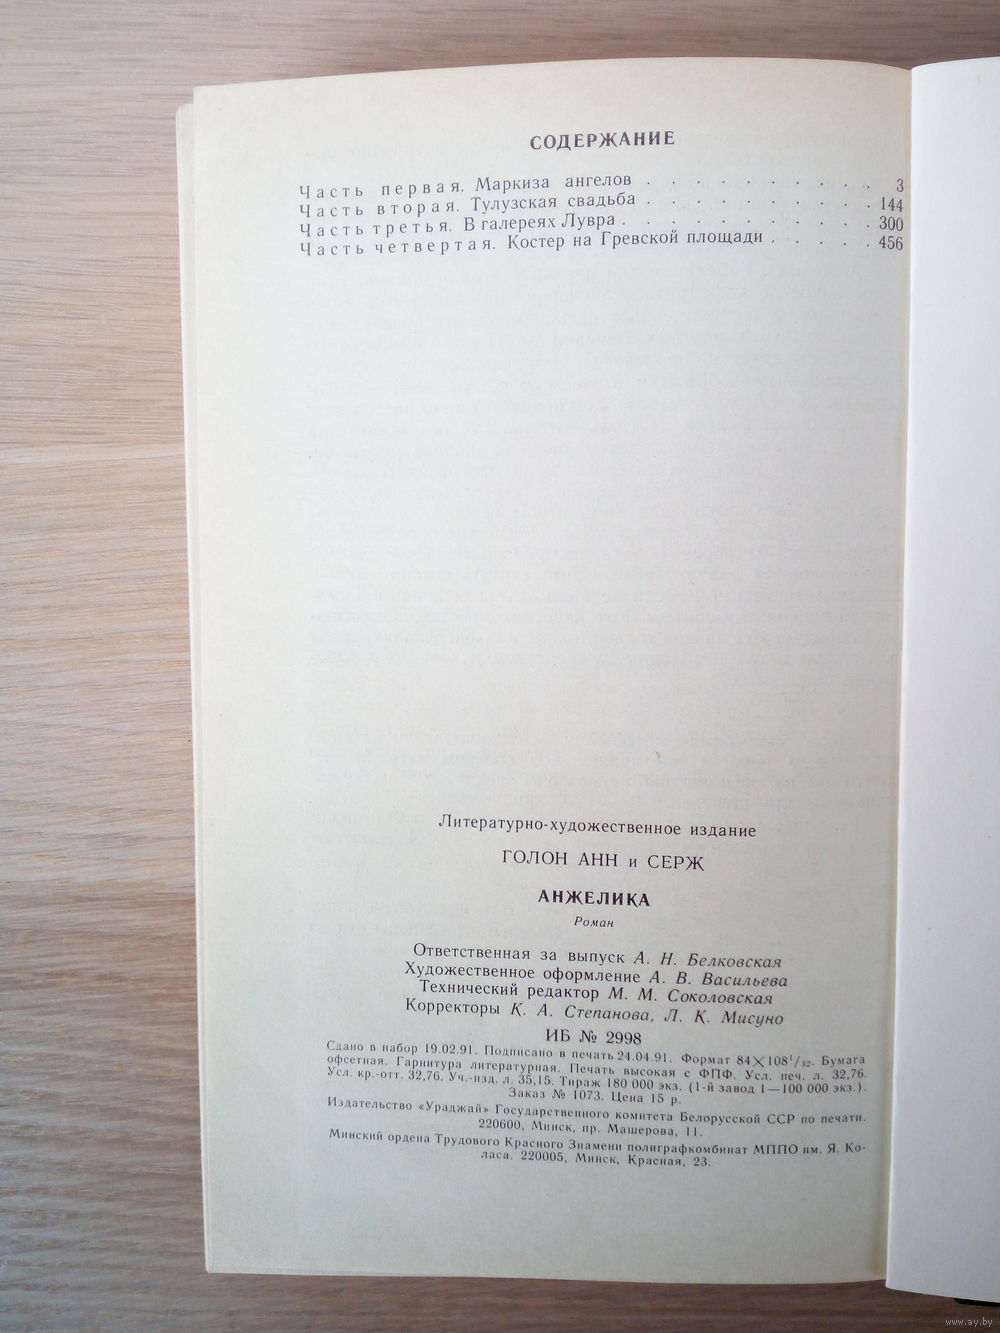 СОДЕРЖАНИЕ
Часть первая. Маркиза ангелов . . . . . . . . . . 3
Часть вторая. Тулузская свадьба . . . . . . . . . . 144
Часть третья. В галереях Лувра . . . . . . . . . . 300
Часть четвертая. Костер на Гревской площади . . . . . 456
Литературно-художественное издание
ГОЛОН АНН и СЕРЖ
АНЖЕЛИКА
Роман
Ответственная за выпуск А. Н. Белковская
Художественное оформление А. В. Васильева
Технический редактор М. М. Соколовская
Корректоры К. А. Степанова, Л. К. Мисуно
ИБ № 2998
Сдано в набор 19.02.91. Подписано в печать 24.04.91. Формат 84×108¹/₃₂. Бумага
офсетная. Гарнитура литературная. Печать высокая с ФПФ. Усл. печ. л. 32,76.
Усл. кр.-отт. 32,76. Уч.-изд. л. 35,15. Тираж 180 000 экз. (1-й завод 1—100 000 экз.).
Заказ № 1073. Цена 15 р.
Издательство «Ураджай» Государственного комитета Белорусской ССР по печати.
220600, Минск, пр. Машерова, 11.
Минский ордена Трудового Красного Знамени полиграфкомбинат МППО им. Я. Ко-
ласа. 220005, Минск, Красная, 23.
www.ay.by